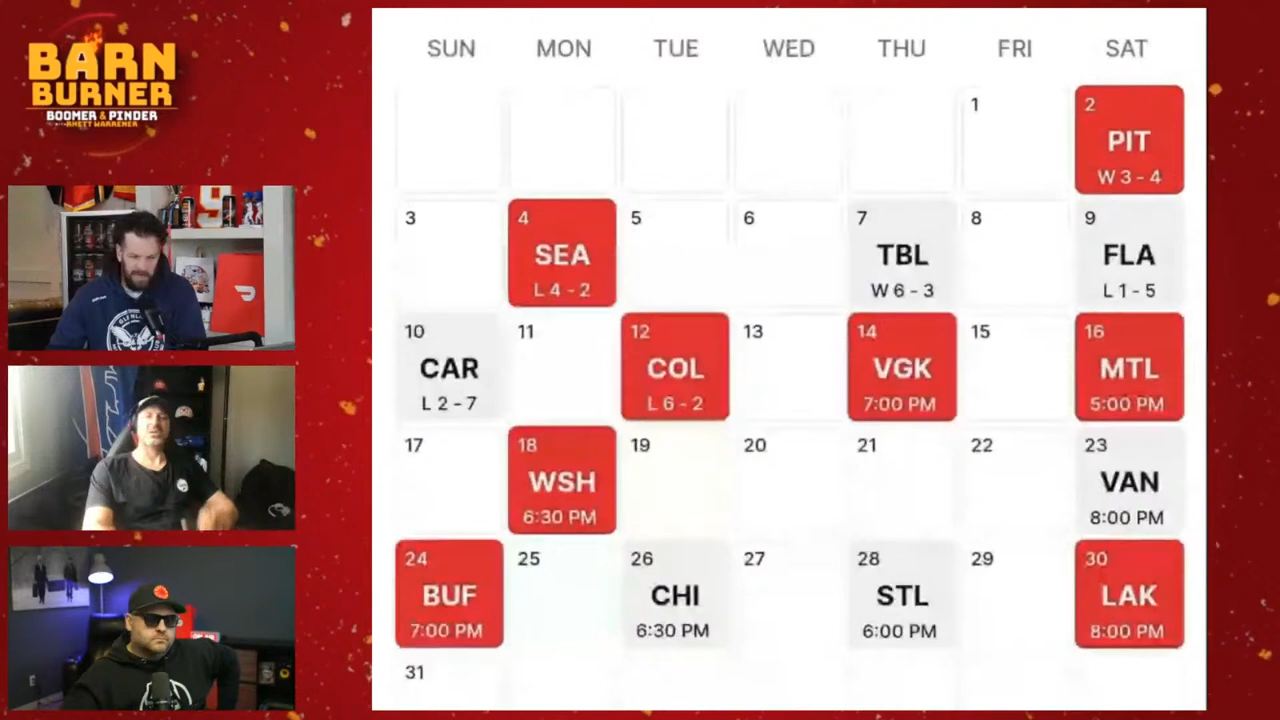 BARN
BURNER
BOOMER & PINDER
WITH RHETT WARRENER
SUN MON TUE WED THU FRI SAT
1 2
PIT
W 3 - 4
3 4 5 6 7 8 9
SEA TBL FLA
L 4 - 2 W 6 - 3 L 1 - 5
10 11 12 13 14 15 16
CAR COL VGK MTL
L 2 - 7 L 6 - 2 7:00 PM 5:00 PM
17 18 19 20 21 22 23
WSH VAN
6:30 PM 8:00 PM
24 25 26 27 28 29 30
BUF CHI STL LAK
7:00 PM 6:30 PM 6:00 PM 8:00 PM
31